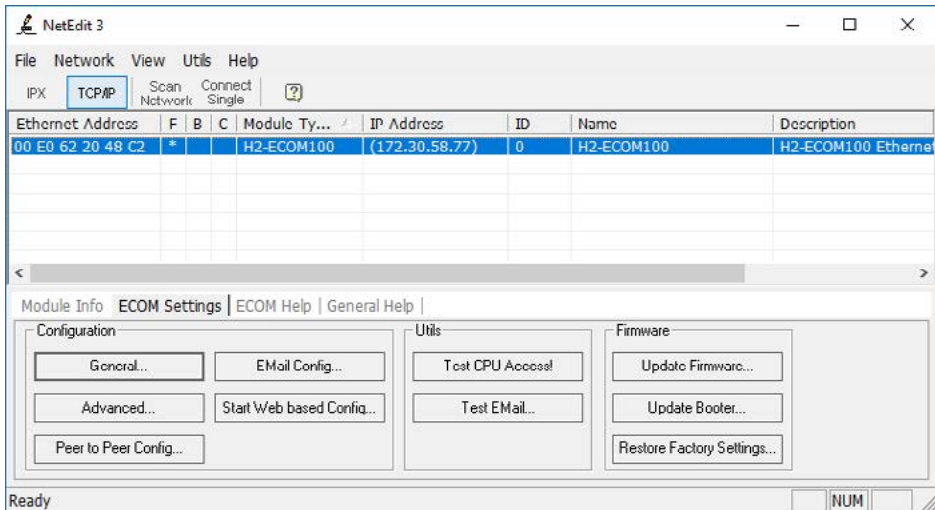 NetEdit 3
File Network View Utils Help
IPX TCP/IP Scan Network Connect Single
Ethernet Address F B C Module Ty... IP Address ID Name Description
00 E0 62 20 48 C2 * H2-ECOM100 (172.30.58.77) 0 H2-ECOM100 H2-ECOM100 Etherne
Module Info ECOM Settings ECOM Help General Help
Configuration Utils Firmware
General... EMail Config... Test CPU Access! Update Firmware...
Advanced... Start Web based Config... Test EMail... Update Booter...
Peer to Peer Config... Restore Factory Settings...
Ready NUM